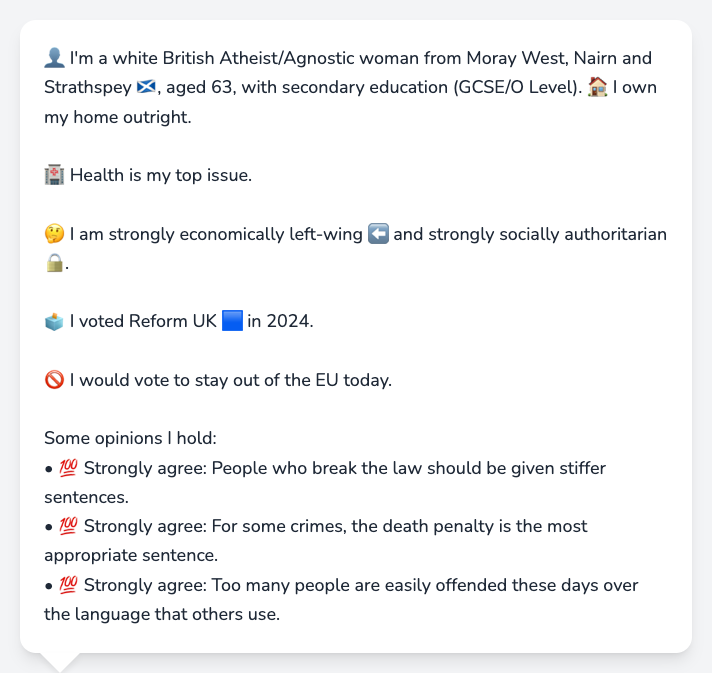 👤 I'm a white British Atheist/Agnostic woman from Moray West, Nairn and
Strathspey 🏴󠁧󠁢󠁳󠁣󠁴󠁿, aged 63, with secondary education (GCSE/O Level). 🏠 I own
my home outright.
🏥 Health is my top issue.
🤔 I am strongly economically left-wing ⬅️ and strongly socially authoritarian
🔒.
🗳️ I voted Reform UK 🟦 in 2024.
🚫 I would vote to stay out of the EU today.
Some opinions I hold:
• 💯 Strongly agree: People who break the law should be given stiffer
sentences.
• 💯 Strongly agree: For some crimes, the death penalty is the most
appropriate sentence.
• 💯 Strongly agree: Too many people are easily offended these days over
the language that others use.